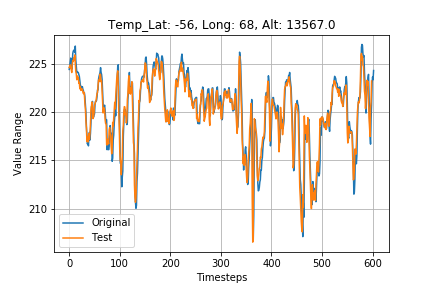 Temp_Lat: -56, Long: 68, Alt: 13567.0
Value Range
225
220
215
210
Original
Test
0 100 200 300 400 500 600
Timesteps